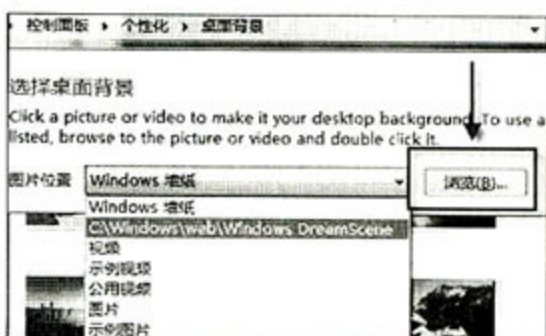 控制面板 ▸ 个性化 ▸ 桌面背景
选择桌面背景
Click a picture or video to make it your desktop background. To use a
listed, browse to the picture or video and double click it.
图片位置 Windows 墙纸 浏览(B)...
Windows 墙纸
C:\Windows\web\Windows DreamScene
视频
示例视频
公用视频
图片
示例图片